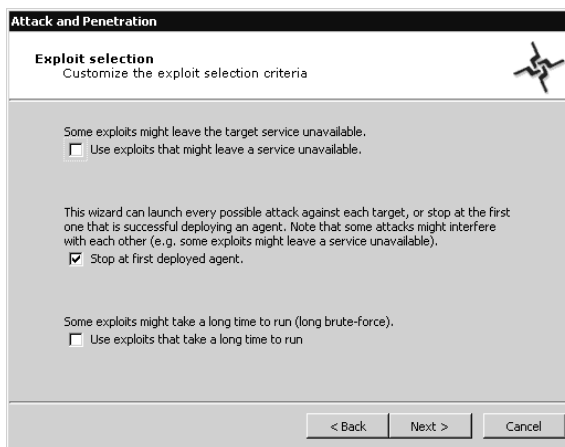 Attack and Penetration
Exploit selection
Customize the exploit selection criteria
Some exploits might leave the target service unavailable.
Use exploits that might leave a service unavailable.
This wizard can launch every possible attack against each target, or stop at the first
one that is successful deploying an agent. Note that some attacks might interfere
with each other (e.g. some exploits might leave a service unavailable).
Stop at first deployed agent.
Some exploits might take a long time to run (long brute-force).
Use exploits that take a long time to run
< Back Next > Cancel